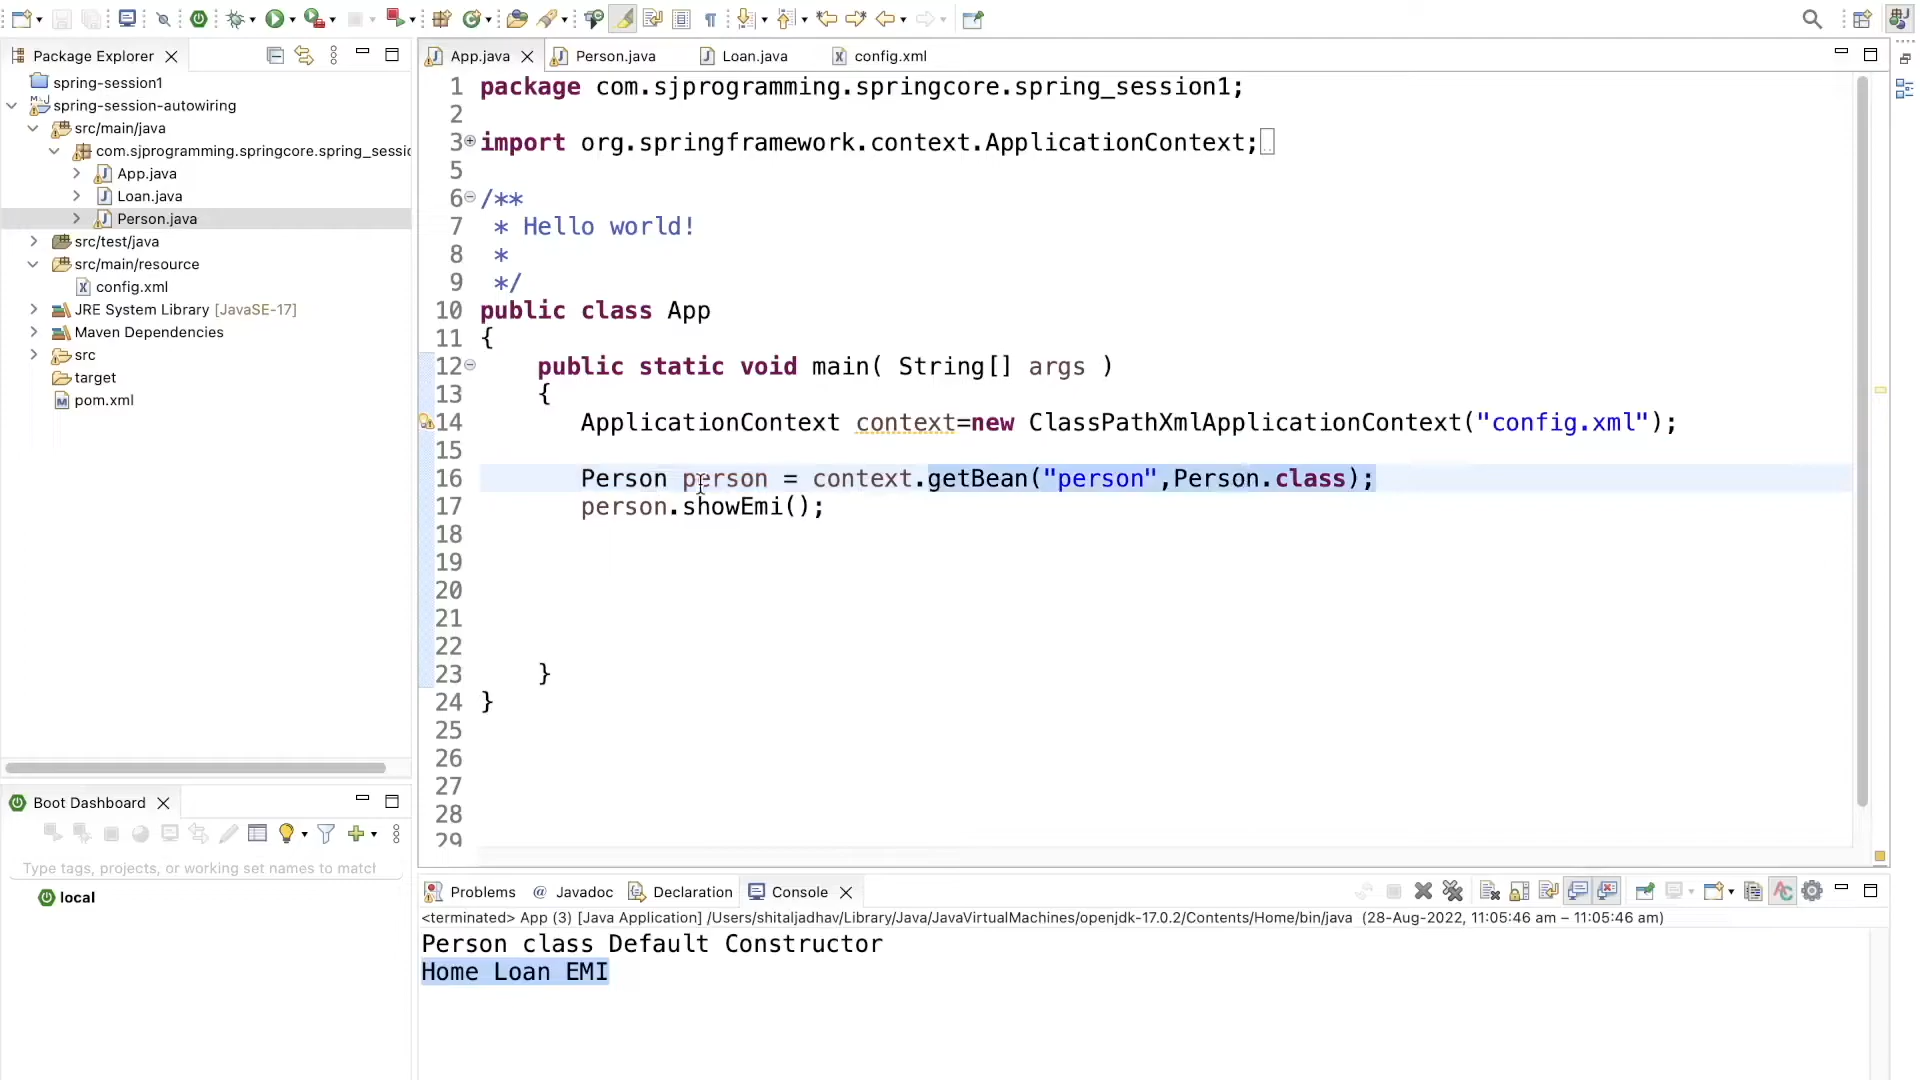 Package Explorer
spring-session1
spring-session-autowiring
src/main/java
com.sjprogramming.springcore.spring_sessio
App.java
Loan.java
Person.java
src/test/java
src/main/resource
config.xml
JRE System Library [JavaSE-17]
Maven Dependencies
src
target
pom.xml
Boot Dashboard
Type tags, projects, or working set names to match
local
App.java Person.java Loan.java config.xml
1 package com.sjprogramming.springcore.spring_session1;
2
3 import org.springframework.context.ApplicationContext;
5
6 /**
7 * Hello world!
8 *
9 */
10 public class App
11 {
12 public static void main( String[] args )
13 {
14 ApplicationContext context=new ClassPathXmlApplicationContext("config.xml");
15
16 Person person = context.getBean("person",Person.class);
17 person.showEmi();
18
19
20
21
22
23 }
24 }
25
26
27
28
29
Problems @ Javadoc Declaration Console
<terminated> App (3) [Java Application] /Users/shitaljadhav/Library/Java/JavaVirtualMachines/openjdk-17.0.2/Contents/Home/bin/java (28-Aug-2022, 11:05:46 am – 11:05:46 am)
Person class Default Constructor
Home Loan EMI